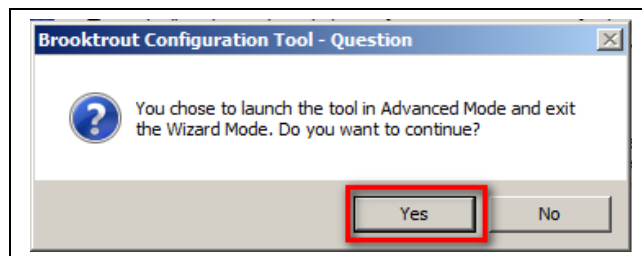 Brooktrout Configuration Tool - Question
You chose to launch the tool in Advanced Mode and exit
the Wizard Mode. Do you want to continue?
Yes
No